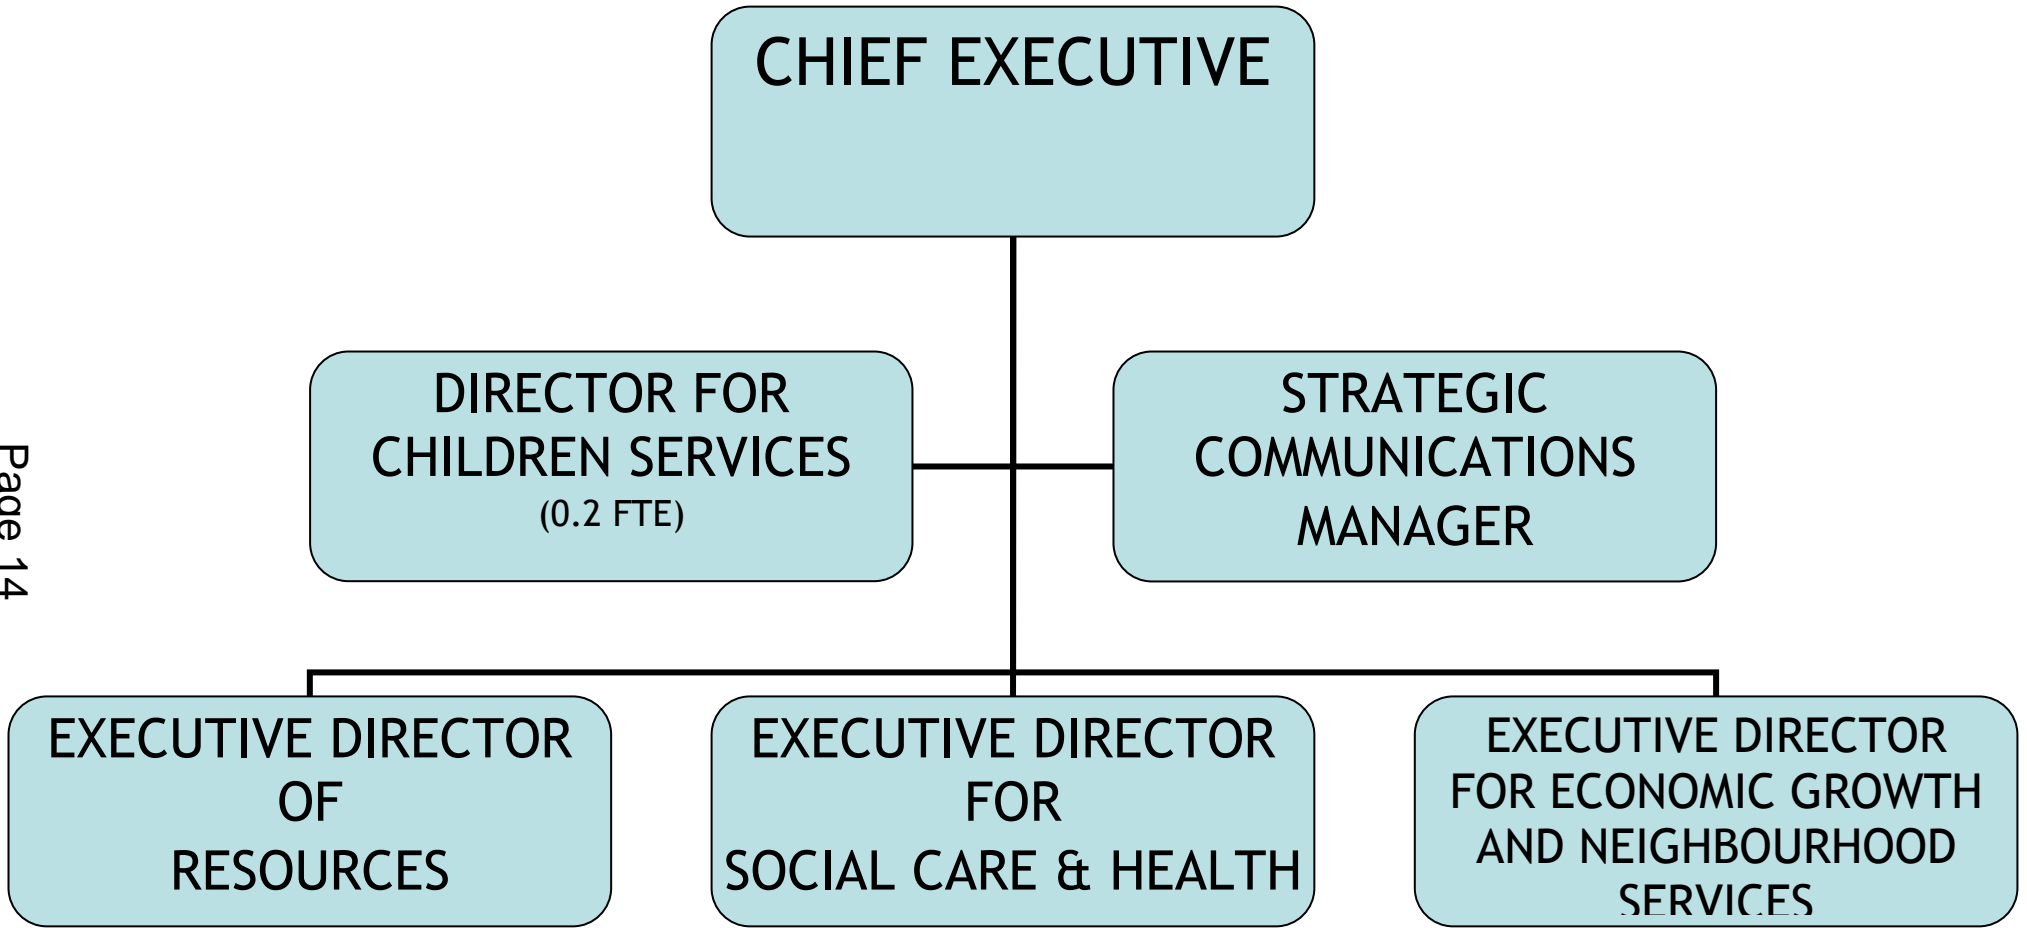 CHIEF EXECUTIVE
DIRECTOR FOR
CHILDREN SERVICES
(0.2 FTE)
STRATEGIC
COMMUNICATIONS
MANAGER
EXECUTIVE DIRECTOR
OF
RESOURCES
EXECUTIVE DIRECTOR
FOR
SOCIAL CARE & HEALTH
EXECUTIVE DIRECTOR
FOR ECONOMIC GROWTH
AND NEIGHBOURHOOD
SERVICES
Page 14